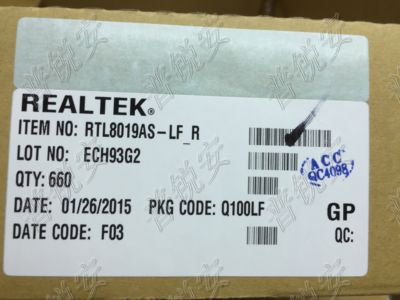 REALTEK®
ITEM NO: RTL8019AS-LF_R
LOT NO: ECH93G2
QTY: 660
DATE: 01/26/2015 PKG CODE: Q100LF
DATE CODE: F03
GP
QC:
ACC
QC4098
普锐安